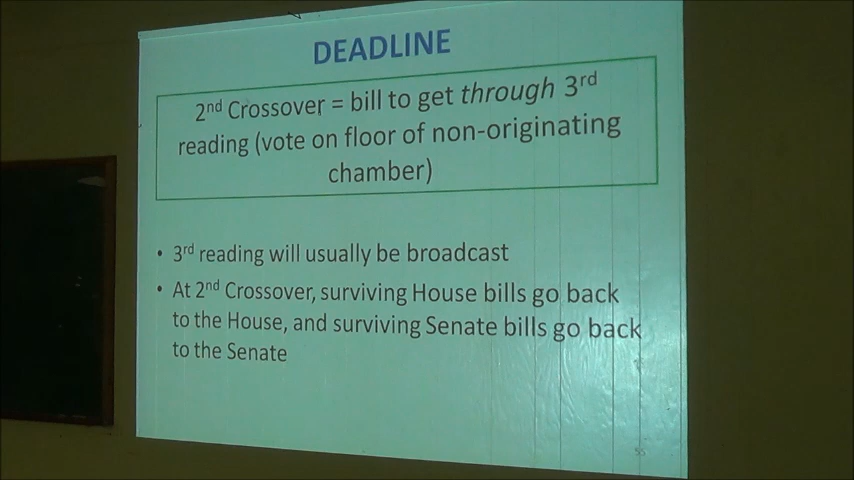 DEADLINE
2nd Crossover = bill to get through 3rd
reading (vote on floor of non-originating
chamber)
• 3rd reading will usually be broadcast
• At 2nd Crossover, surviving House bills go back
to the House, and surviving Senate bills go back
to the Senate